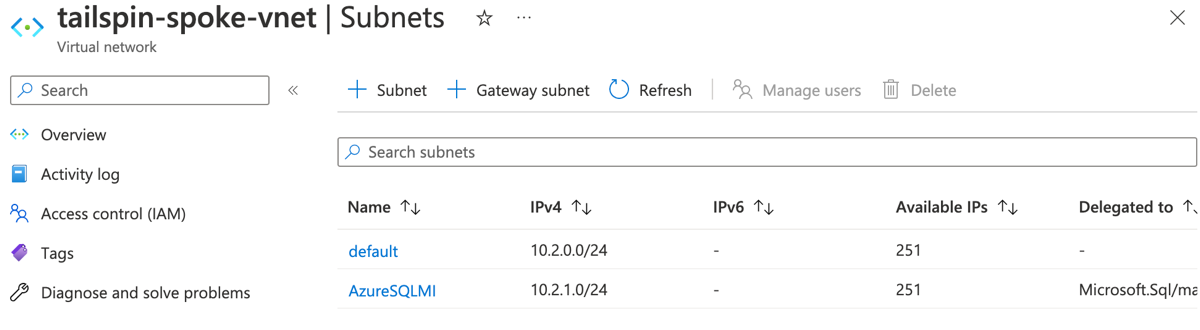 tailspin-spoke-vnet | Subnets
Virtual network
Search
Subnet
Gateway subnet
Refresh
Manage users
Delete
Overview
Activity log
Access control (IAM)
Tags
Diagnose and solve problems
Search subnets
Name IPv4 IPv6 Available IPs Delegated to
default 10.2.0.0/24 - 251 -
AzureSQLMI 10.2.1.0/24 - 251 Microsoft.Sql/ma